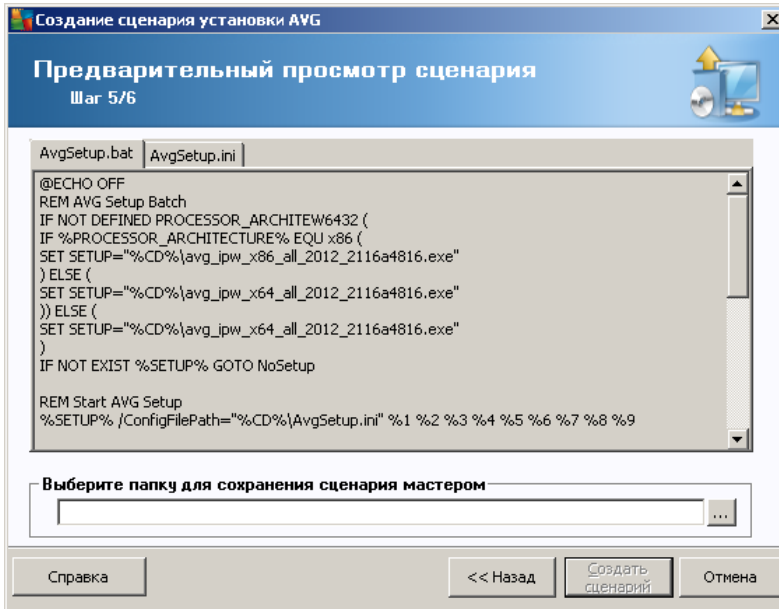 Создание сценария установки AVG
Предварительный просмотр сценария
Шаг 5/6
AvgSetup.bat
AvgSetup.ini
@ECHO OFF
REM AVG Setup Batch
IF NOT DEFINED PROCESSOR_ARCHITEW6432 (
IF %PROCESSOR_ARCHITECTURE% EQU x86 (
SET SETUP="%CD%\avg_ipw_x86_all_2012_2116a4816.exe"
) ELSE (
SET SETUP="%CD%\avg_ipw_x64_all_2012_2116a4816.exe"
)) ELSE (
SET SETUP="%CD%\avg_ipw_x64_all_2012_2116a4816.exe"
)
IF NOT EXIST %SETUP% GOTO NoSetup
REM Start AVG Setup
%SETUP% /ConfigFilePath="%CD%\AvgSetup.ini" %1 %2 %3 %4 %5 %6 %7 %8 %9
Выберите папку для сохранения сценария мастером
...
Справка
<< Назад
Создать
сценарий
Отмена